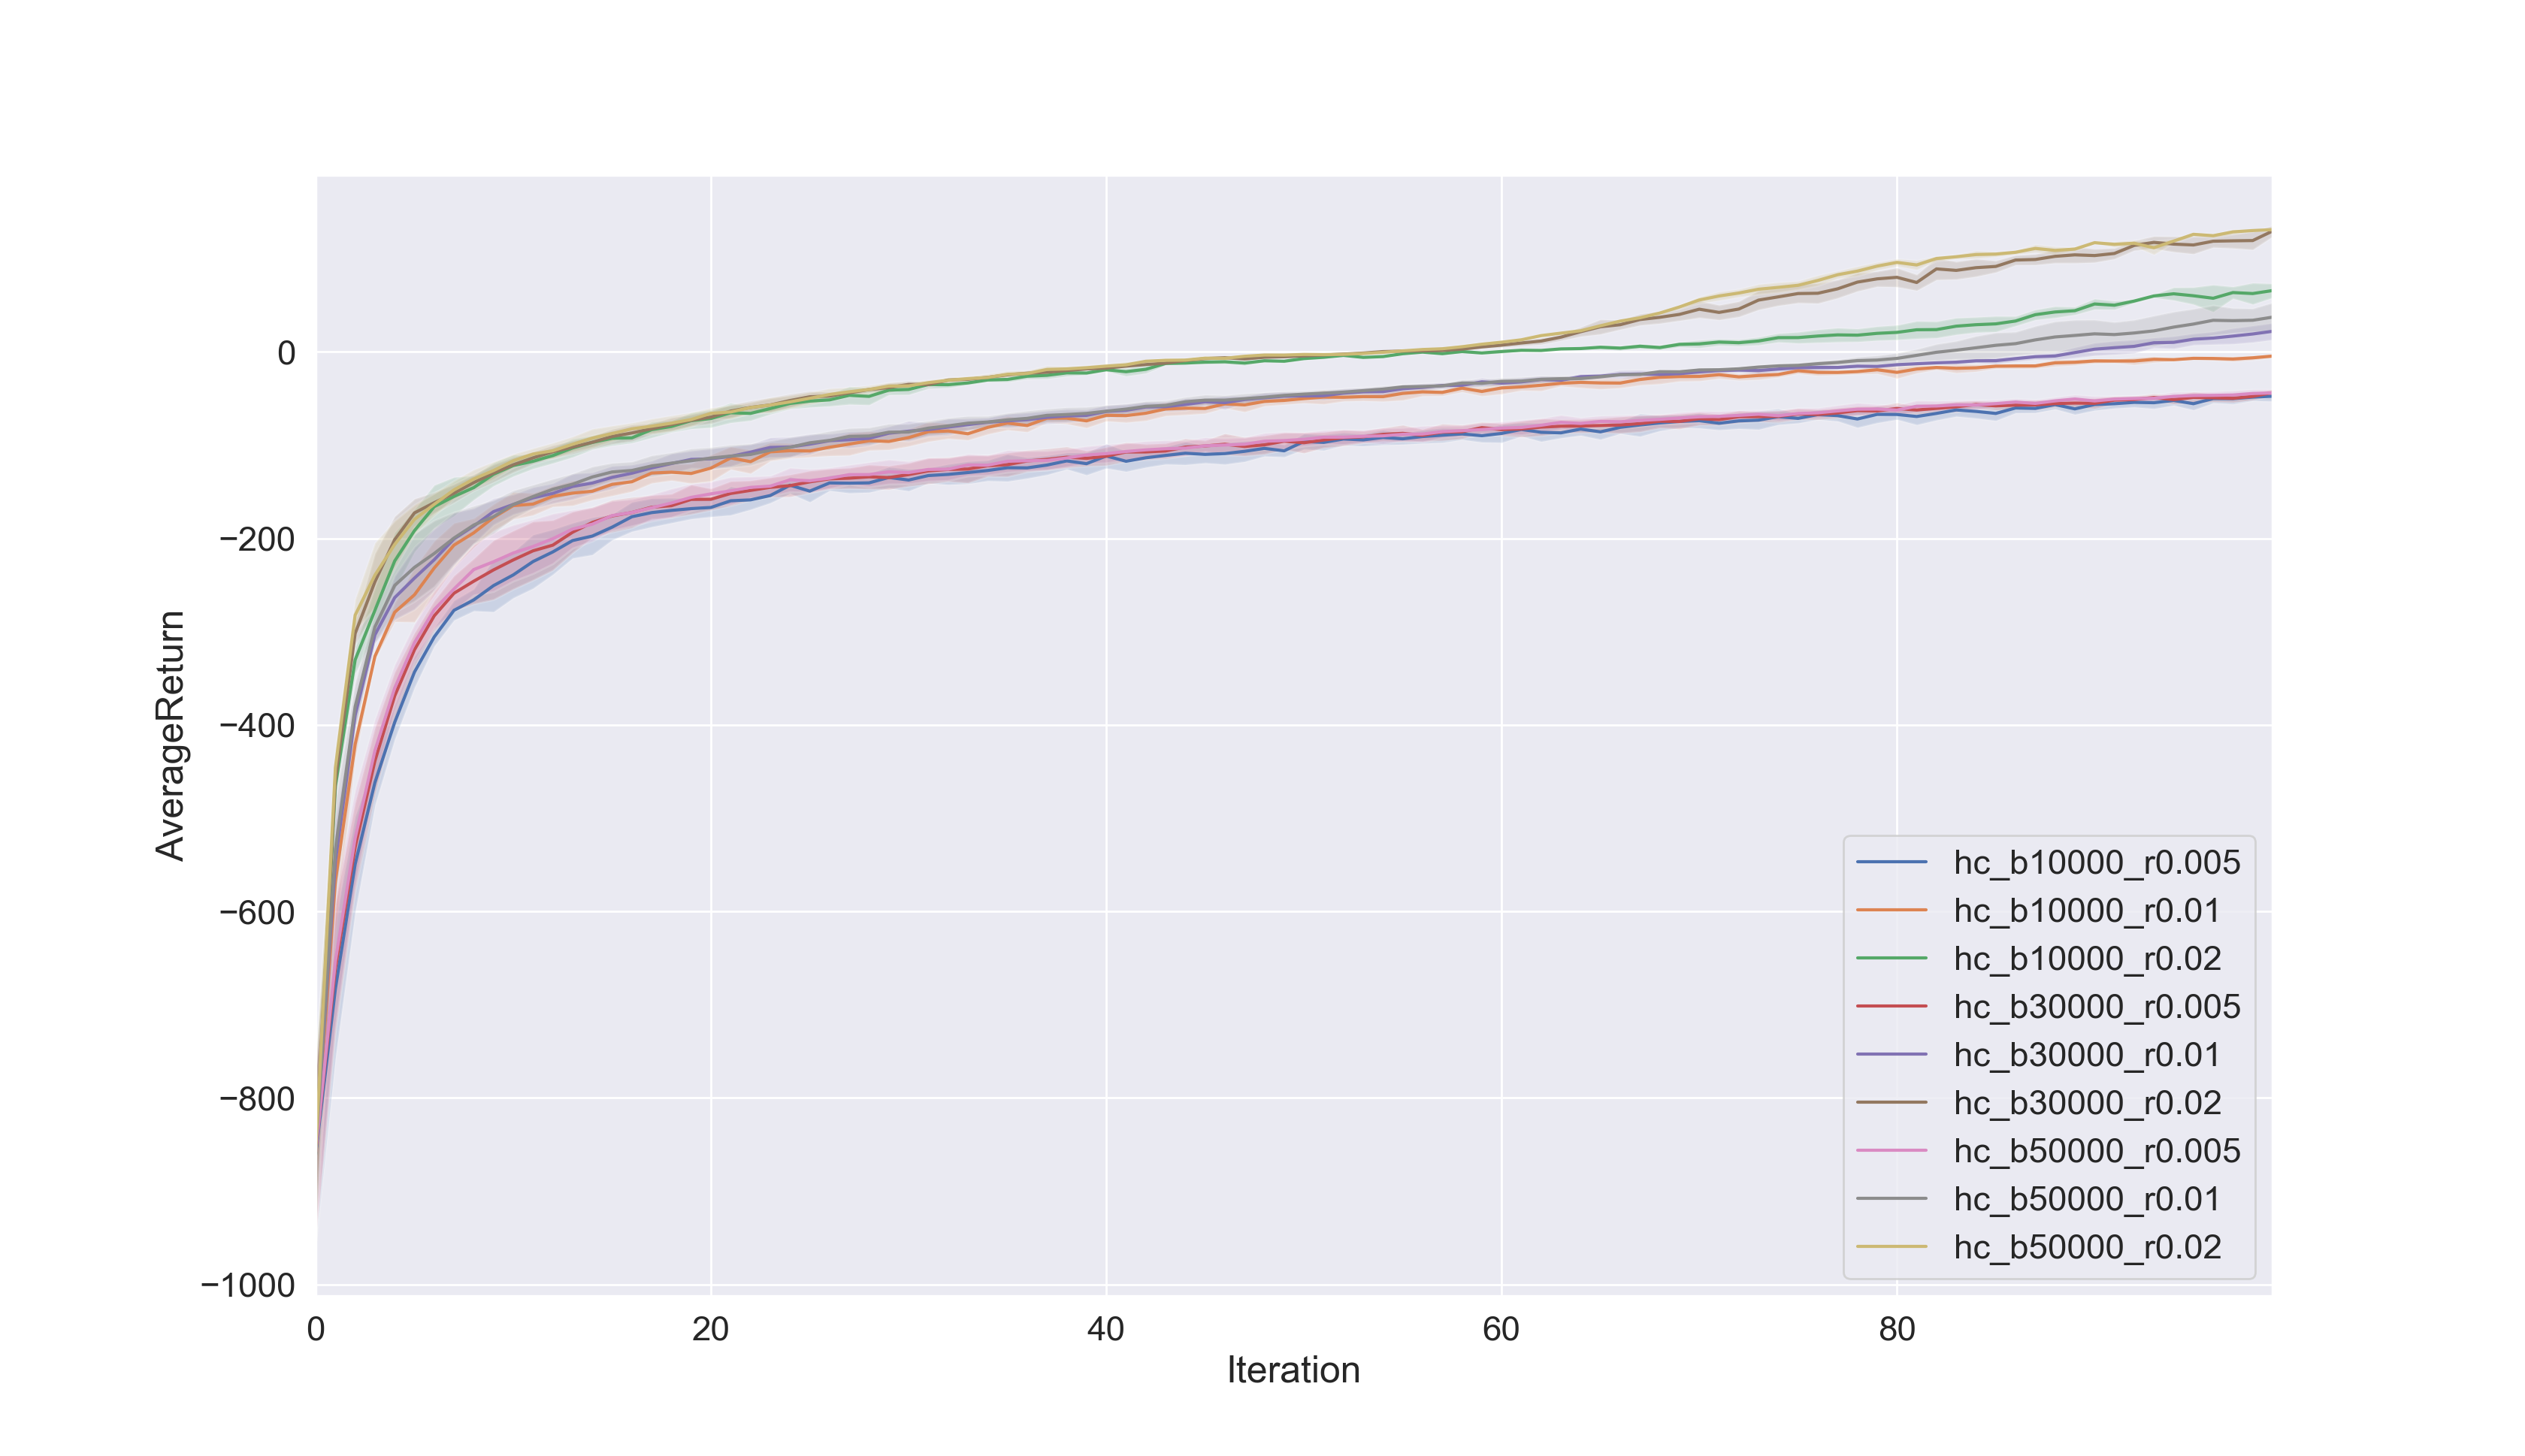 0
−200
−400
−600
−800
−1000
AverageReturn
0 20 40 60 80
Iteration
hc_b10000_r0.005
hc_b10000_r0.01
hc_b10000_r0.02
hc_b30000_r0.005
hc_b30000_r0.01
hc_b30000_r0.02
hc_b50000_r0.005
hc_b50000_r0.01
hc_b50000_r0.02